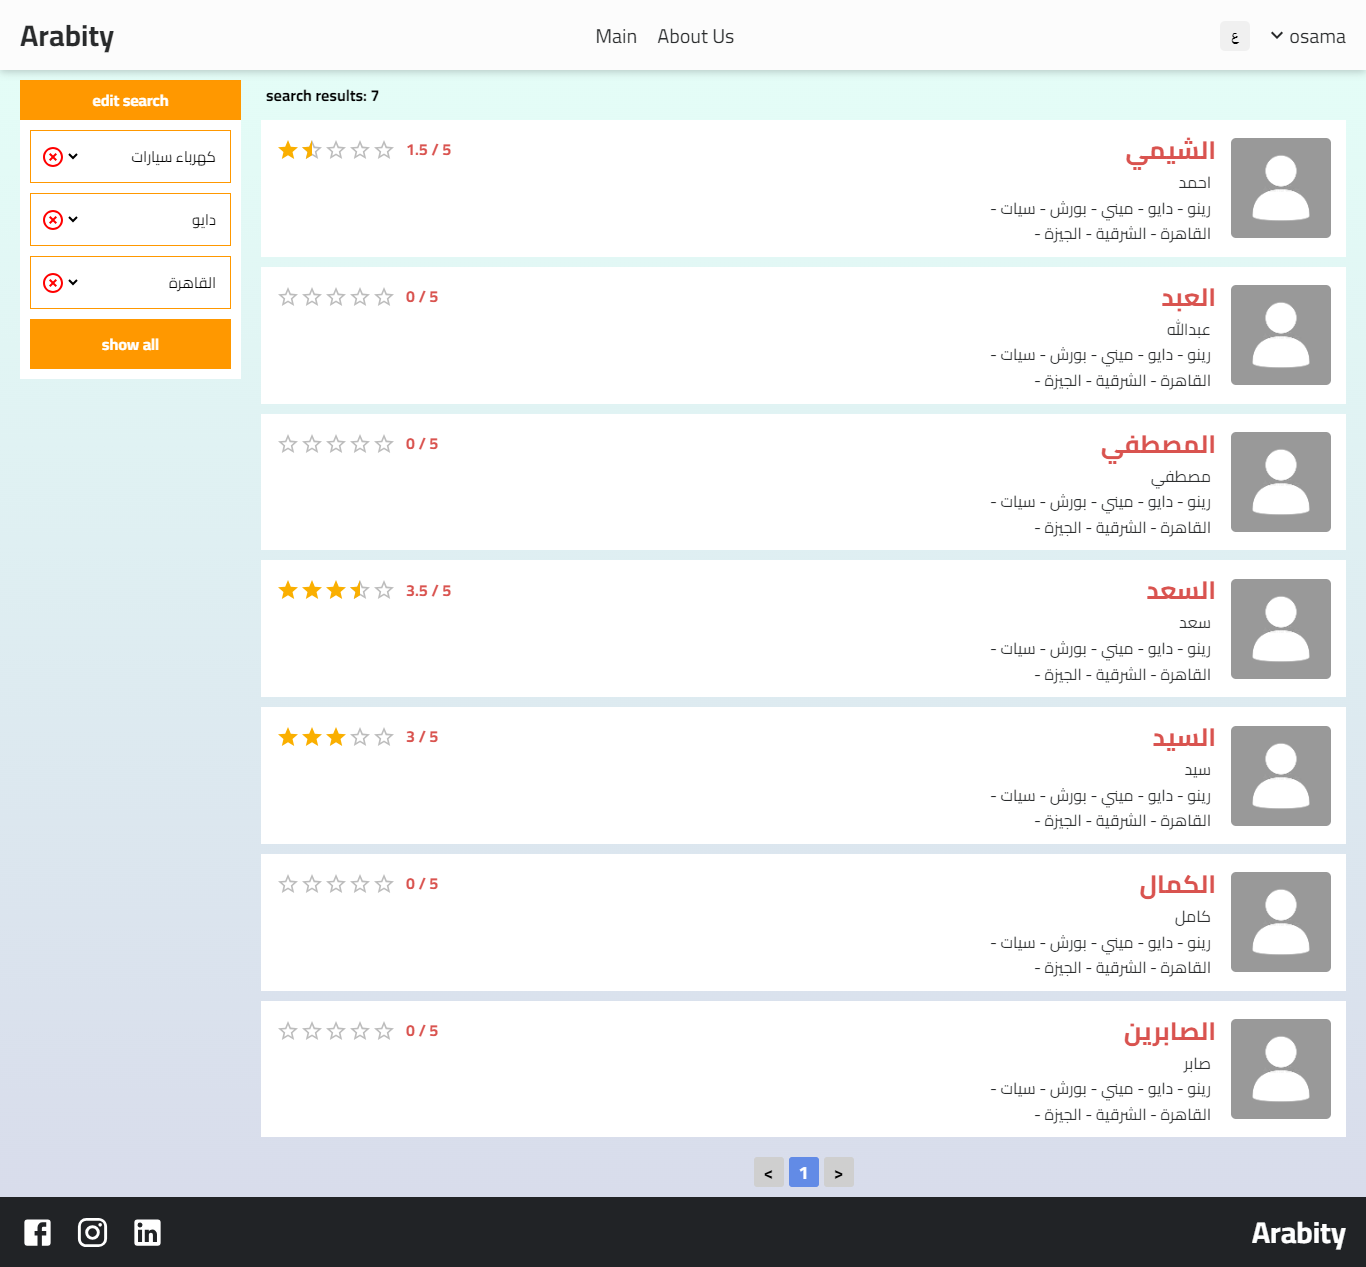 Arabity
Main
About Us
ع
osama
edit search
كهرباء سيارات
دايو
القاهرة
show all
search results: 7
الشيمي
1.5 / 5
احمد
رينو - دايو - ميني - بورش - سيات -
القاهرة - الشرقية - الجيزة -
العبد
0 / 5
عبدالله
رينو - دايو - ميني - بورش - سيات -
القاهرة - الشرقية - الجيزة -
المصطفي
0 / 5
مصطفي
رينو - دايو - ميني - بورش - سيات -
القاهرة - الشرقية - الجيزة -
السعد
3.5 / 5
سعد
رينو - دايو - ميني - بورش - سيات -
القاهرة - الشرقية - الجيزة -
السيد
3 / 5
سيد
رينو - دايو - ميني - بورش - سيات -
القاهرة - الشرقية - الجيزة -
الكمال
0 / 5
كامل
رينو - دايو - ميني - بورش - سيات -
القاهرة - الشرقية - الجيزة -
الصابرين
0 / 5
صابر
رينو - دايو - ميني - بورش - سيات -
القاهرة - الشرقية - الجيزة -
< 1 >
Arabity